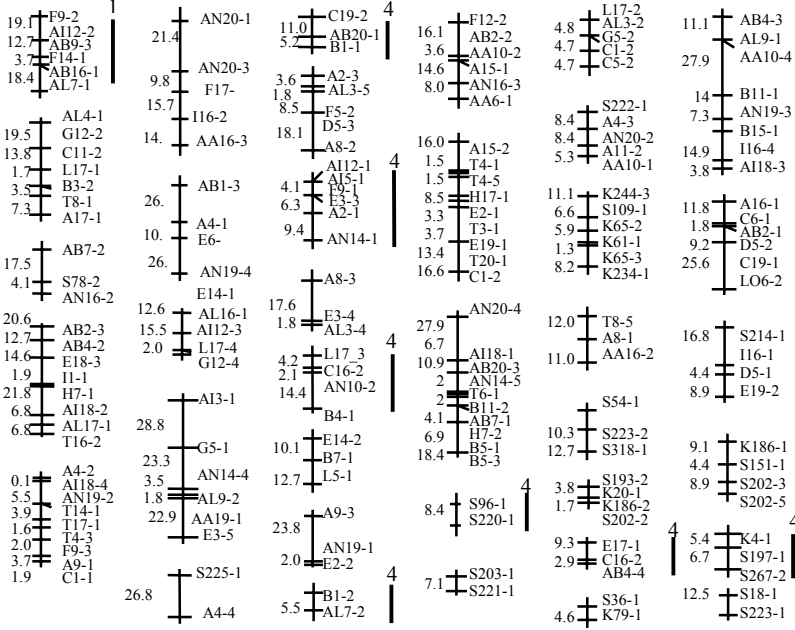 F9-2 1
19.1 AI12-2
12.7 AB9-3
3.7 F14-1
AB16-1
18.4 AL7-1
AL4-1
19.5 G12-2
13.8 C11-2
1.7 L17-1
3.5 B3-2
7.3 T8-1
A17-1
AB7-2
17.5
4.1 S78-2
AN16-2
20.6 AB2-3
12.7 AB4-2
14.6 E18-3
1.9 I1-1
21.8 H7-1
6.8 AI18-2
6.8 AL17-1
T16-2
A4-2
0.1 AI18-4
5.5 AN19-2
3.9 T14-1
1.6 T17-1
2.0 T4-3
F9-3
3.7 A9-1
1.9 C1-1
AN20-1
21.4
AN20-3
9.8 F17-
15.7
I16-2
14. AA16-3
AB1-3
26.
A4-1
10. E6-
26.
AN19-4
E14-1
12.6 AL16-1
15.5 AI12-3
2.0 L17-4
G12-4
AI3-1
28.8
G5-1
23.3
3.5 AN14-4
1.8 AL9-2
22.9 AA19-1
E3-5
S225-1
26.8
A4-4
C19-2 4
11.0 AB20-1
5.2 B1-1
A2-3
3.6 AL3-5
1.8
8.5 F5-2
D5-3
18.1
A8-2
AI12-1 4
AI5-1
4.1 F9-1
E3-3
6.3 A2-1
9.4
AN14-1
A8-3
17.6
E3-4
1.8 AL3-4
L17_3 4
4.2 C16-2
2.1 AN10-2
14.4
B4-1
E14-2
10.1 B7-1
12.7 L5-1
A9-3
23.8
AN19-1
2.0 E2-2
B1-2 4
5.5 AL7-2
F12-2
16.1 AB2-2
3.6 AA10-2
14.6 A15-1
8.0 AN16-3
AA6-1
16.0 A15-2
1.5 T4-1
1.5 T4-5
8.5 H17-1
3.3 E2-1
3.7 T3-1
E19-1
13.4 T20-1
16.6 C1-2
AN20-4
27.9
6.7
10.9 AI18-1
AB20-3
2 AN14-5
2 T6-1
B11-2
4.1 AB7-1
6.9 H7-2
18.4 B5-1
B5-3
4
8.4 S96-1
S220-1
7.1 S203-1
S221-1
L17-2
4.8 AL3-2
G5-2
4.7 C1-2
4.7 C5-2
S222-1
8.4 A4-3
8.4 AN20-2
5.3 A11-2
AA10-1
11.1 K244-3
6.6 S109-1
5.9 K65-2
1.3 K61-1
K65-3
8.2 K234-1
12.0 T8-5
A8-1
11.0 AA16-2
S54-1
10.3 S223-2
12.7 S318-1
S193-2
3.8 K20-1
1.7 K186-2
S202-2
4
9.3 E17-1
2.9 C16-2
AB4-4
S36-1
4.6 K79-1
11.1 AB4-3
AL9-1
27.9 AA10-4
14 B11-1
7.3 AN19-3
B15-1
14.9 I16-4
3.8 AI18-3
11.8 A16-1
C6-1
1.8 AB2-1
9.2 D5-2
25.6 C19-1
LO6-2
16.8 S214-1
I16-1
4.4 D5-1
8.9 E19-2
9.1 K186-1
4.4 S151-1
8.9 S202-3
S202-5
4
5.4 K4-1
6.7 S197-1
S267-2
12.5 S18-1
S223-1